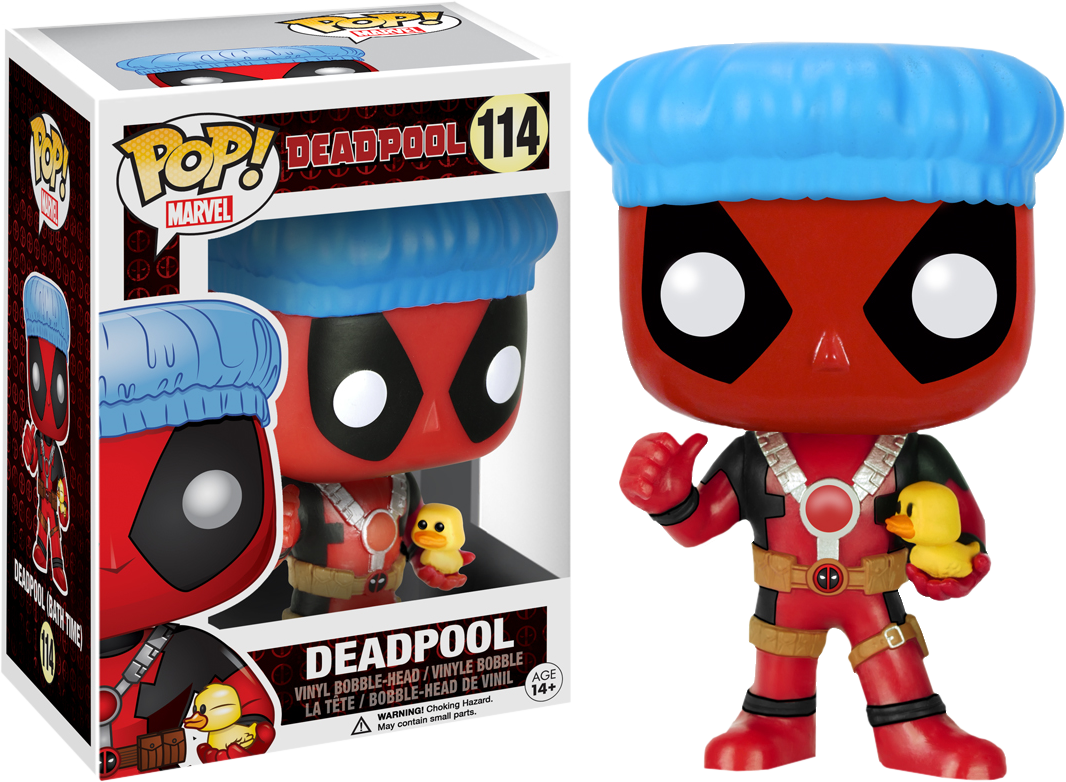 POP!
MARVEL
POP!
MARVEL
DEADPOOL
114
POP!
MARVEL
DEADPOOL (BATH TIME)
114
DEADPOOL
VINYL BOBBLE-HEAD / VINYLE BOBBLE
LA TÊTE / BOBBLE-HEAD DE VINIL
AGE
14+
WARNING! Choking Hazard.
May contain small parts.